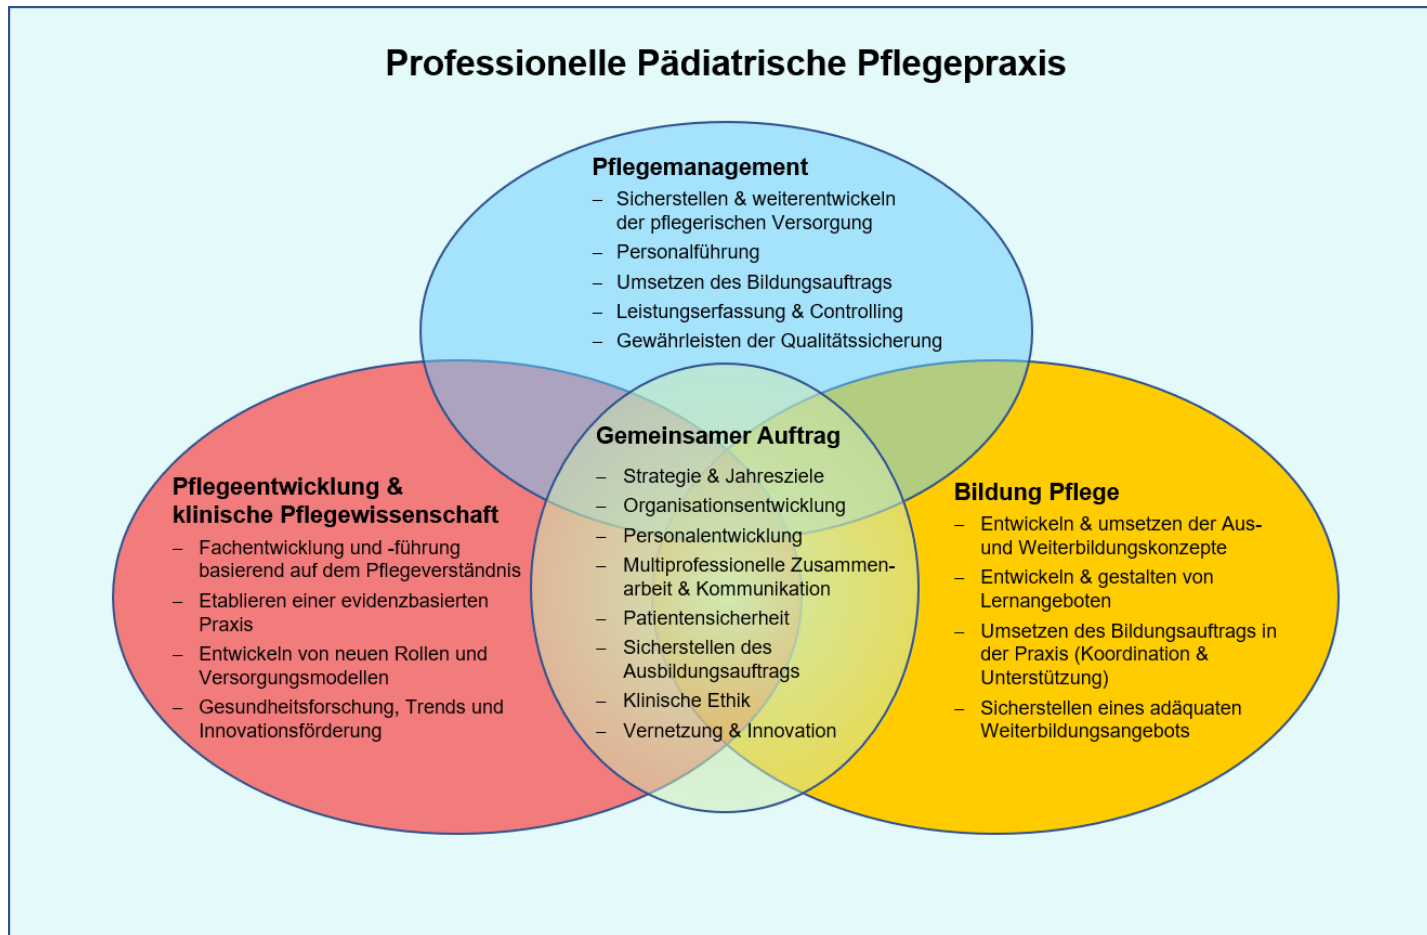 Professionelle Pädiatrische Pflegepraxis
Pflegemanagement
– Sicherstellen & weiterentwickeln
der pflegerischen Versorgung
– Personalführung
– Umsetzen des Bildungsauftrags
– Leistungserfassung & Controlling
– Gewährleisten der Qualitätssicherung
Pflegeentwicklung &
klinische Pflegewissenschaft
– Fachentwicklung und -führung
basierend auf dem Pflegeverständnis
– Etablieren einer evidenzbasierten
Praxis
– Entwickeln von neuen Rollen und
Versorgungsmodellen
– Gesundheitsforschung, Trends und
Innovationsförderung
Gemeinsamer Auftrag
– Strategie & Jahresziele
– Organisationsentwicklung
– Personalentwicklung
– Multiprofessionelle Zusammen-
arbeit & Kommunikation
– Patientensicherheit
– Sicherstellen des
Ausbildungsauftrags
– Klinische Ethik
– Vernetzung & Innovation
Bildung Pflege
– Entwickeln & umsetzen der Aus-
und Weiterbildungskonzepte
– Entwickeln & gestalten von
Lernangeboten
– Umsetzen des Bildungsauftrags in
der Praxis (Koordination &
Unterstützung)
– Sicherstellen eines adäquaten
Weiterbildungsangebots